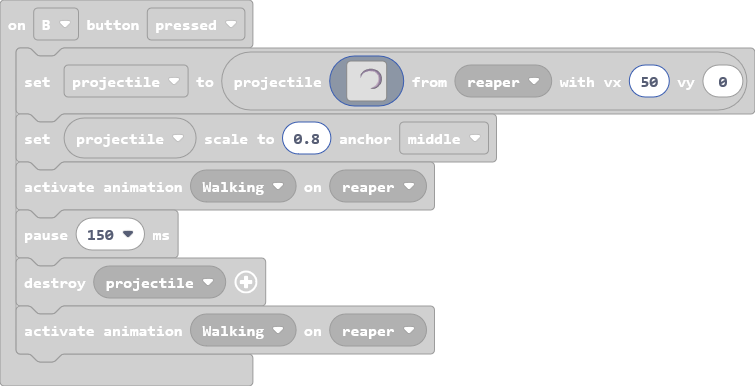 on B button pressed
set projectile to projectile from reaper with vx 50 vy 0
set projectile scale to 0.8 anchor middle
activate animation Walking on reaper
pause 150 ms
destroy projectile
activate animation Walking on reaper